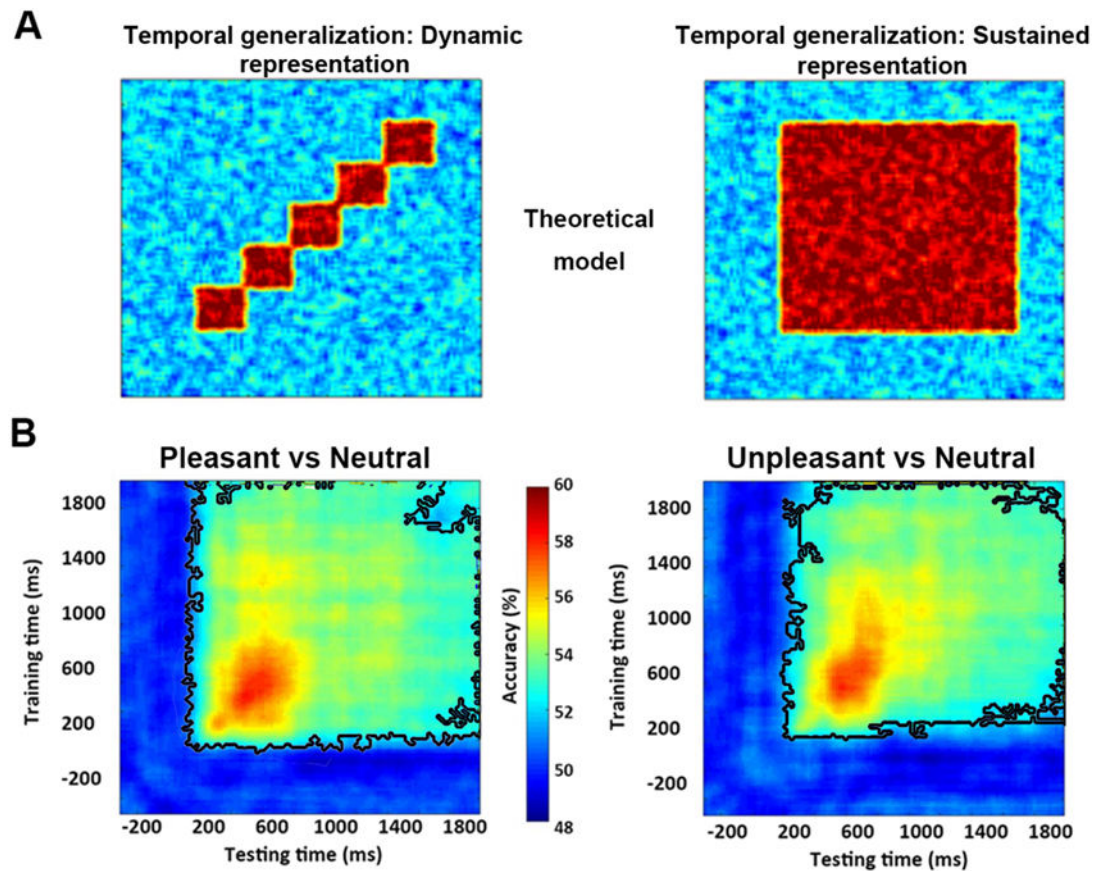 A
Temporal generalization: Dynamic
representation
Temporal generalization: Sustained
representation
Theoretical
model
B
Pleasant vs Neutral
Unpleasant vs Neutral
Training time (ms)
1800
1400
1000
600
200
-200
-200 200 600 1000 1400 1800
Testing time (ms)
Accuracy (%)
60
58
56
54
52
50
48
Training time (ms)
1800
1400
1000
600
200
-200
-200 200 600 1000 1400 1800
Testing time (ms)